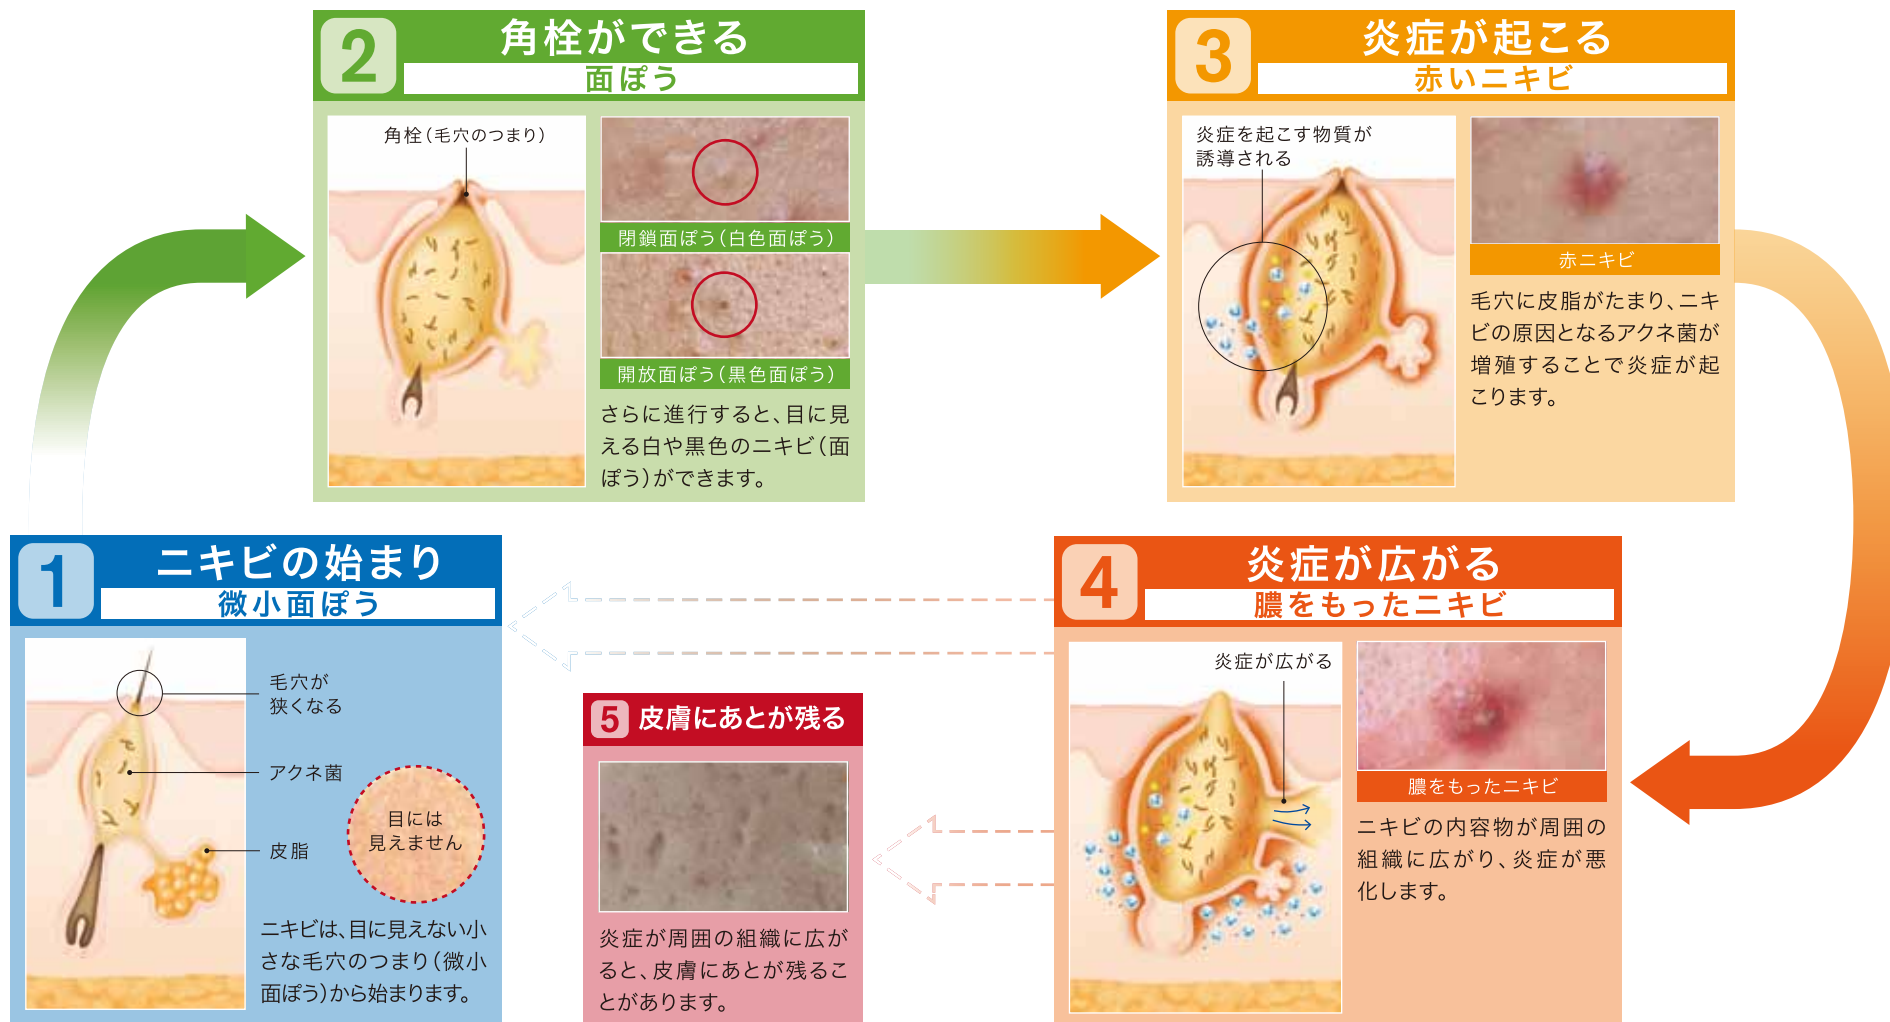 1
ニキビの始まり
微小面ぽう
毛穴が
狭くなる
アクネ菌
皮脂
目には
見えません
ニキビは、目に見えない小
さな毛穴のつまり（微小
面ぽう）から始まります。
2
角栓ができる
面ぽう
角栓（毛穴のつまり）
閉鎖面ぽう（白色面ぽう）
開放面ぽう（黒色面ぽう）
さらに進行すると、目に見
える白や黒色のニキビ（面
ぽう）ができます。
3
炎症が起こる
赤いニキビ
炎症を起こす物質が
誘導される
赤ニキビ
毛穴に皮脂がたまり、ニキ
ビの原因となるアクネ菌が
増殖することで炎症が起
こります。
4
炎症が広がる
膿をもったニキビ
炎症が広がる
膿をもったニキビ
ニキビの内容物が周囲の
組織に広がり、炎症が悪
化します。
5
皮膚にあとが残る
炎症が周囲の組織に広が
ると、皮膚にあとが残るこ
とがあります。